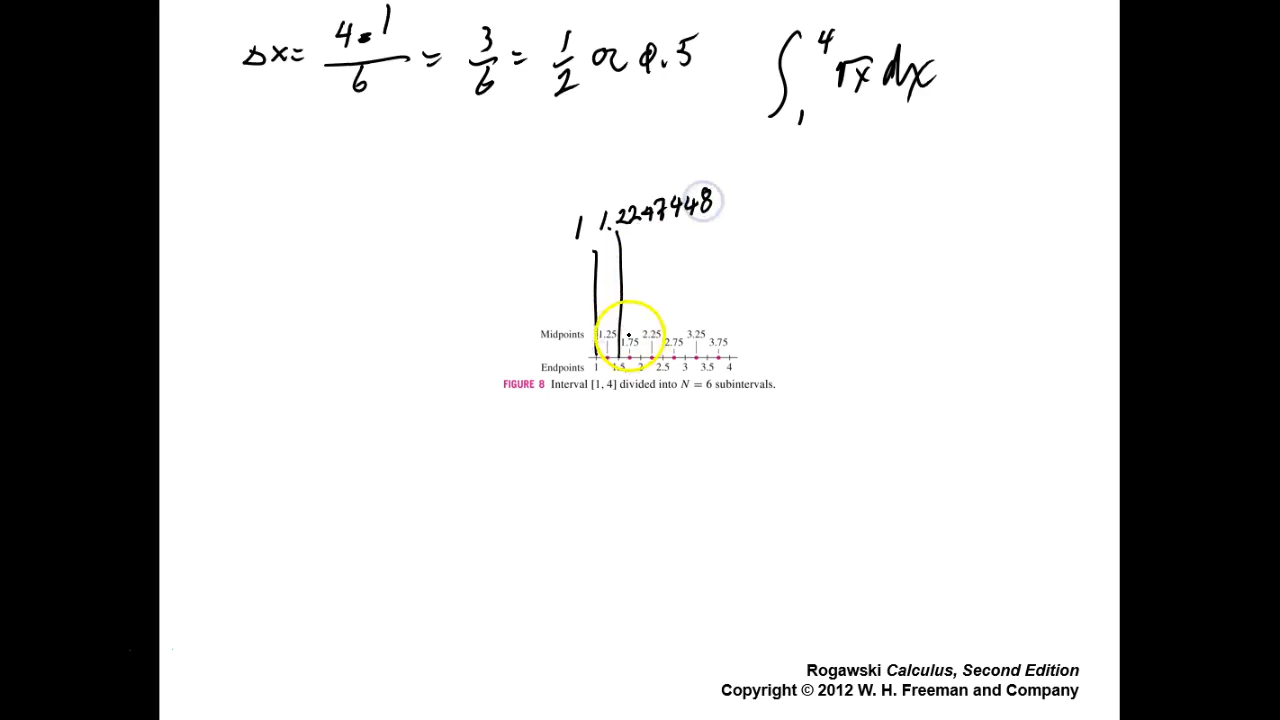 Δx = 4-1/6 = 3/6 = 1/2 or 0.5 ∫₁⁴ √x dx
1 1.2247448
Midpoints 1.25 1.75 2.25 2.75 3.25 3.75
Endpoints 1 1.5 2 2.5 3 3.5 4
FIGURE 8 Interval [1, 4] divided into N = 6 subintervals.
Rogawski Calculus, Second Edition
Copyright © 2012 W. H. Freeman and Company